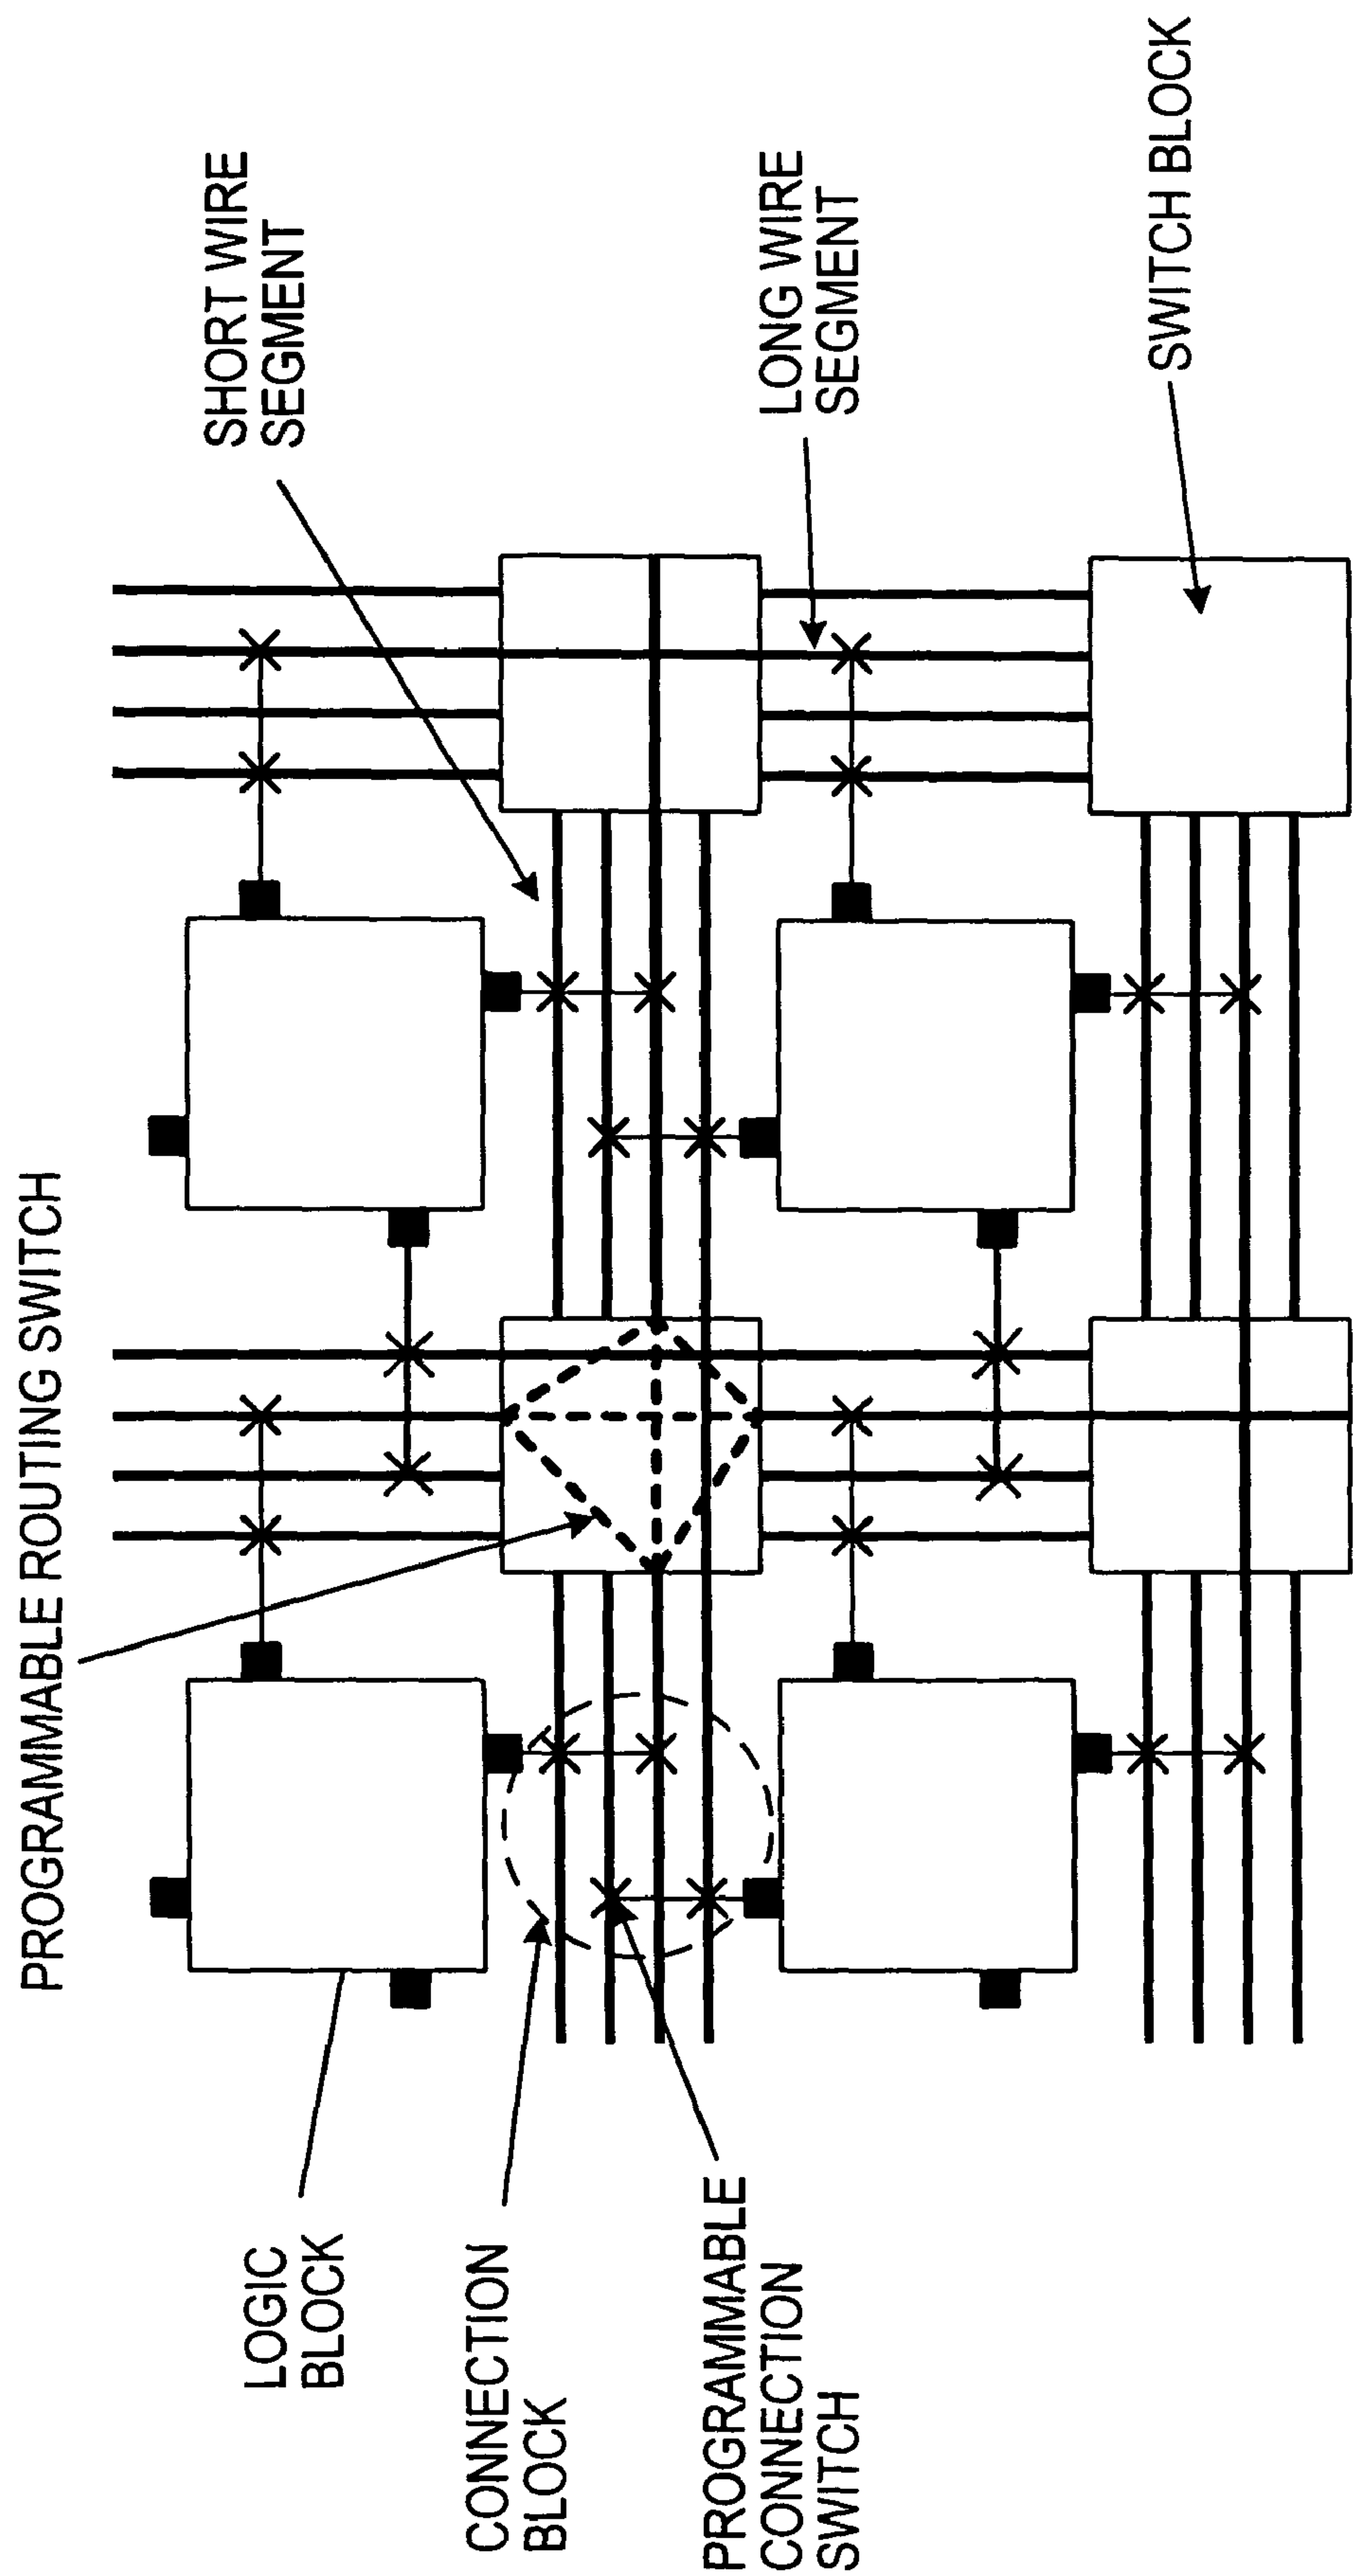 PROGRAMMABLE ROUTING SWITCH
SHORT WIRE
SEGMENT
LOGIC
BLOCK
CONNECTION
BLOCK
PROGRAMMABLE
CONNECTION
SWITCH
LONG WIRE
SEGMENT
SWITCH BLOCK